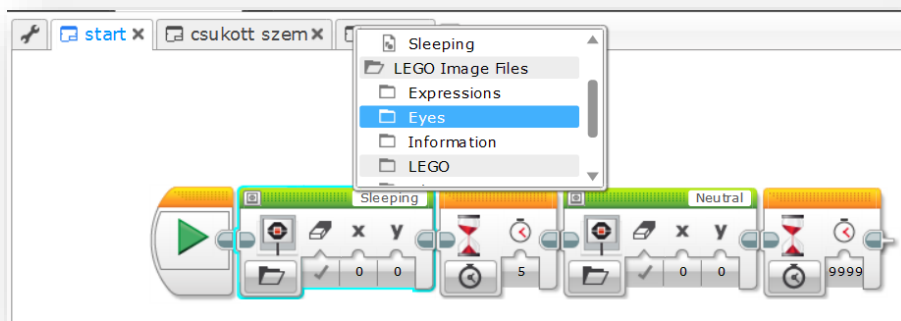 start csukott szem
Sleeping
LEGO Image Files
Expressions
Eyes
Information
LEGO
Sleeping Neutral
x y x y
0 0 5 0 0 9999